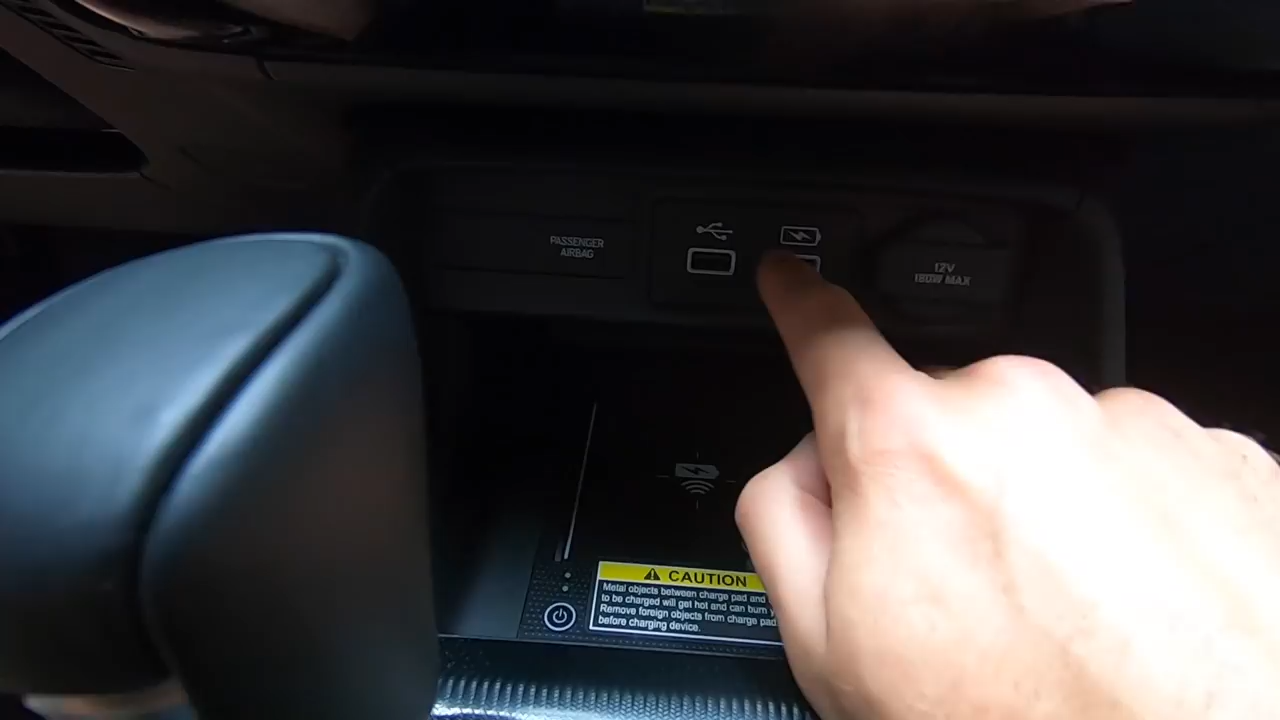 PASSENGER
AIRBAG
12V
180W MAX
CAUTION
Metal objects between charge pad and
to be charged will get hot and can burn
Remove foreign objects from charge pad
before charging device.